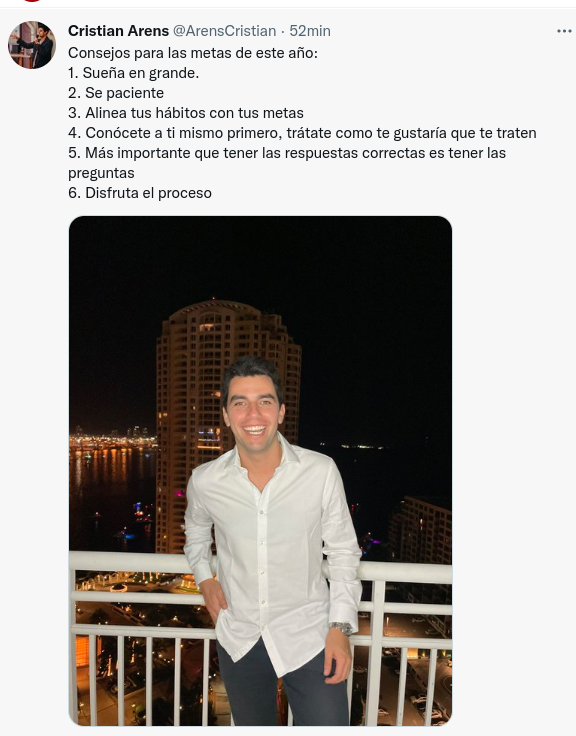 Cristian Arens @ArensCristian · 52min
Consejos para las metas de este año:
1. Sueña en grande.
2. Se paciente
3. Alinea tus hábitos con tus metas
4. Conócete a ti mismo primero, trátate como te gustaría que te traten
5. Más importante que tener las respuestas correctas es tener las
preguntas
6. Disfruta el proceso